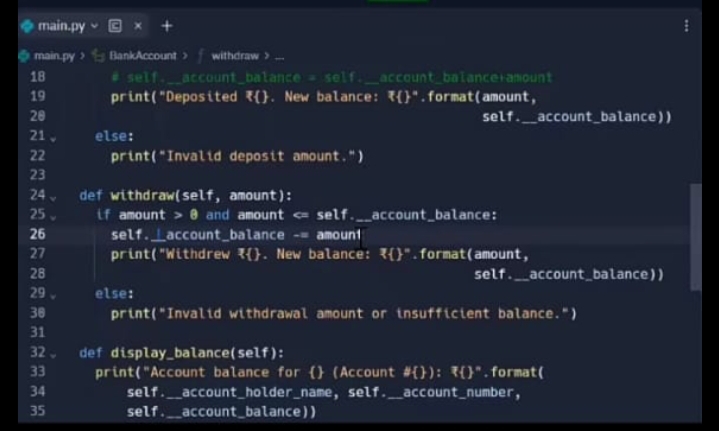 main.py
main.py > BankAccount > withdraw > ...
18 # self.__account_balance = self.__account_balance+amount
19 print("Deposited ₹{}. New balance: ₹{}".format(amount,
20 self.__account_balance))
21 else:
22 print("Invalid deposit amount.")
23
24 def withdraw(self, amount):
25 if amount > 0 and amount <= self.__account_balance:
26 self.__account_balance -= amount
27 print("Withdrew ₹{}. New balance: ₹{}".format(amount,
28 self.__account_balance))
29 else:
30 print("Invalid withdrawal amount or insufficient balance.")
31
32 def display_balance(self):
33 print("Account balance for {} (Account #{}): ₹{}".format(
34 self.__account_holder_name, self.__account_number,
35 self.__account_balance))